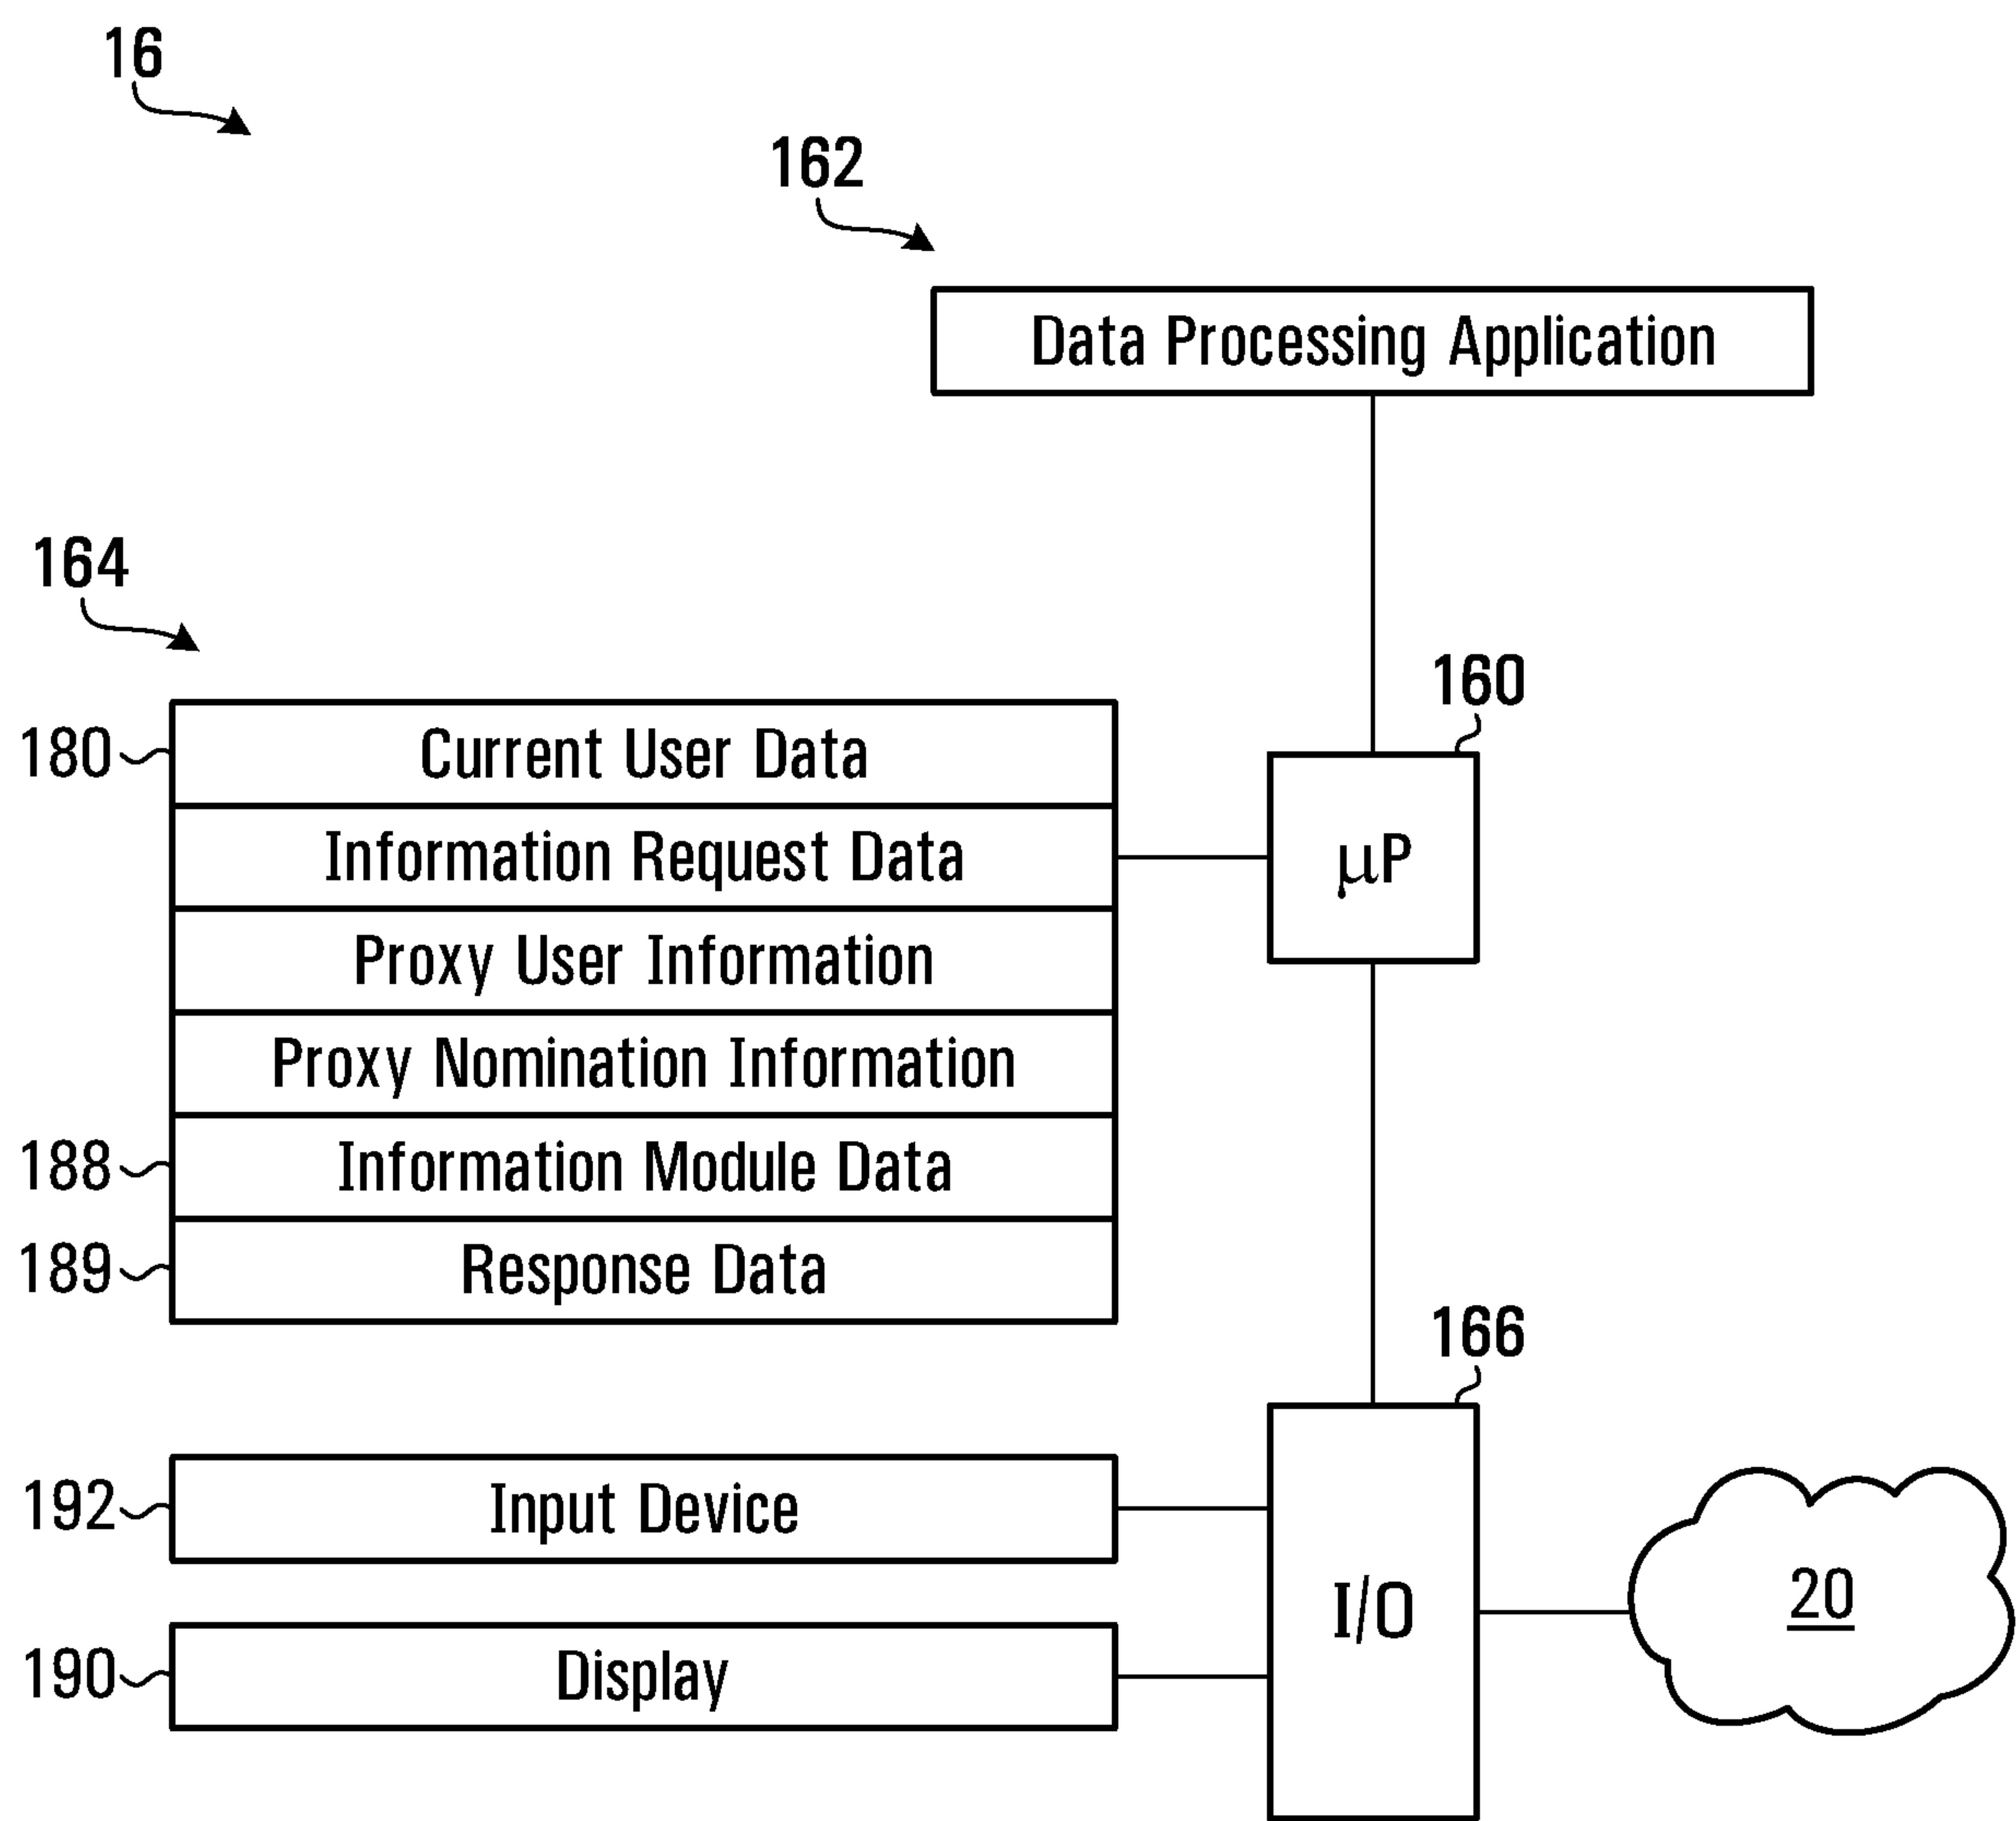 16
162
Data Processing Application
164
160
180
Current User Data
Information Request Data
µP
Proxy User Information
Proxy Nomination Information
188
Information Module Data
189
Response Data
166
192
Input Device
I/O
20
190
Display